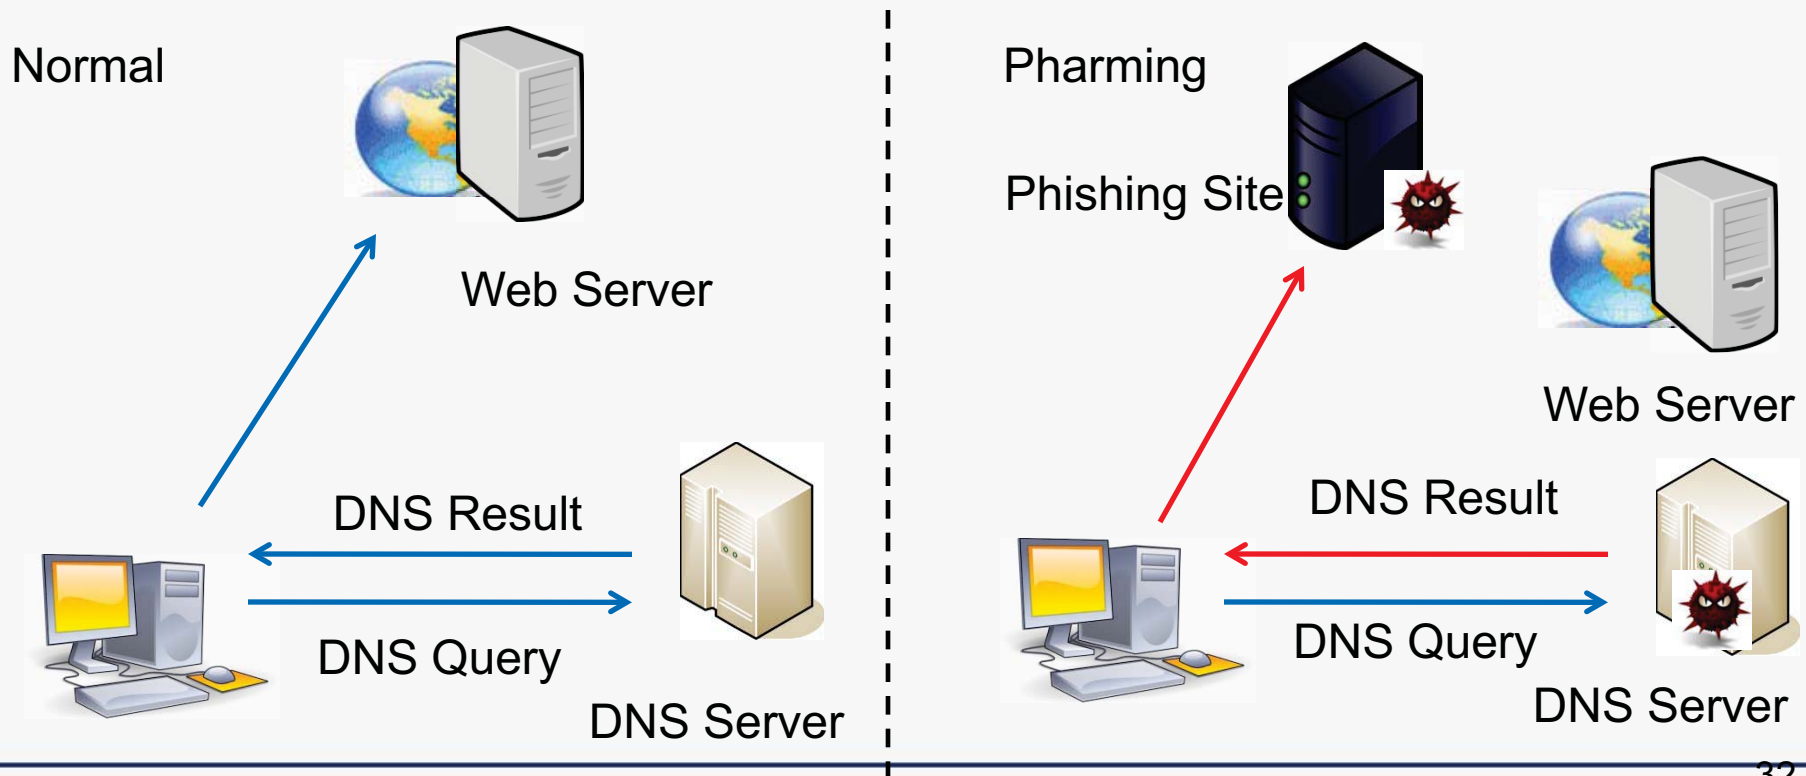 Normal
Web Server
DNS Result
DNS Query
DNS Server
Pharming
Phishing Site
Web Server
DNS Result
DNS Query
DNS Server
32